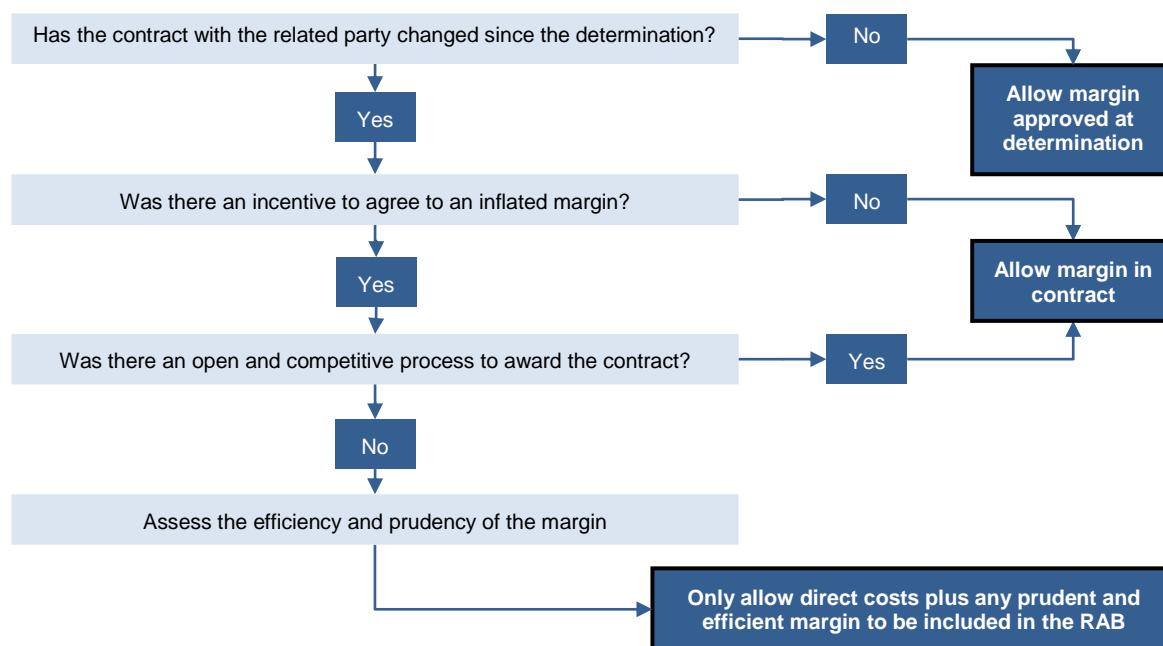 Has the contract with the related party changed since the determination?
No
Allow margin
approved at
determination
Yes
Was there an incentive to agree to an inflated margin?
No
Allow margin in
contract
Yes
Was there an open and competitive process to award the contract?
Yes
No
Assess the efficiency and prudency of the margin
Only allow direct costs plus any prudent and
efficient margin to be included in the RAB